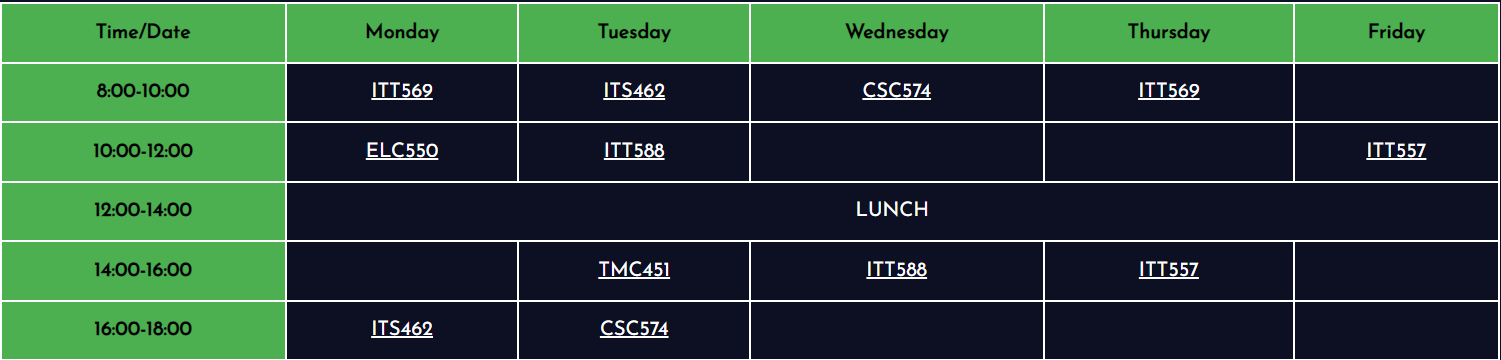 Time/Date Monday Tuesday Wednesday Thursday Friday
8:00-10:00 ITT569 ITS462 CSC574 ITT569
10:00-12:00 ELC550 ITT588 ITT557
12:00-14:00 LUNCH
14:00-16:00 TMC451 ITT588 ITT557
16:00-18:00 ITS462 CSC574